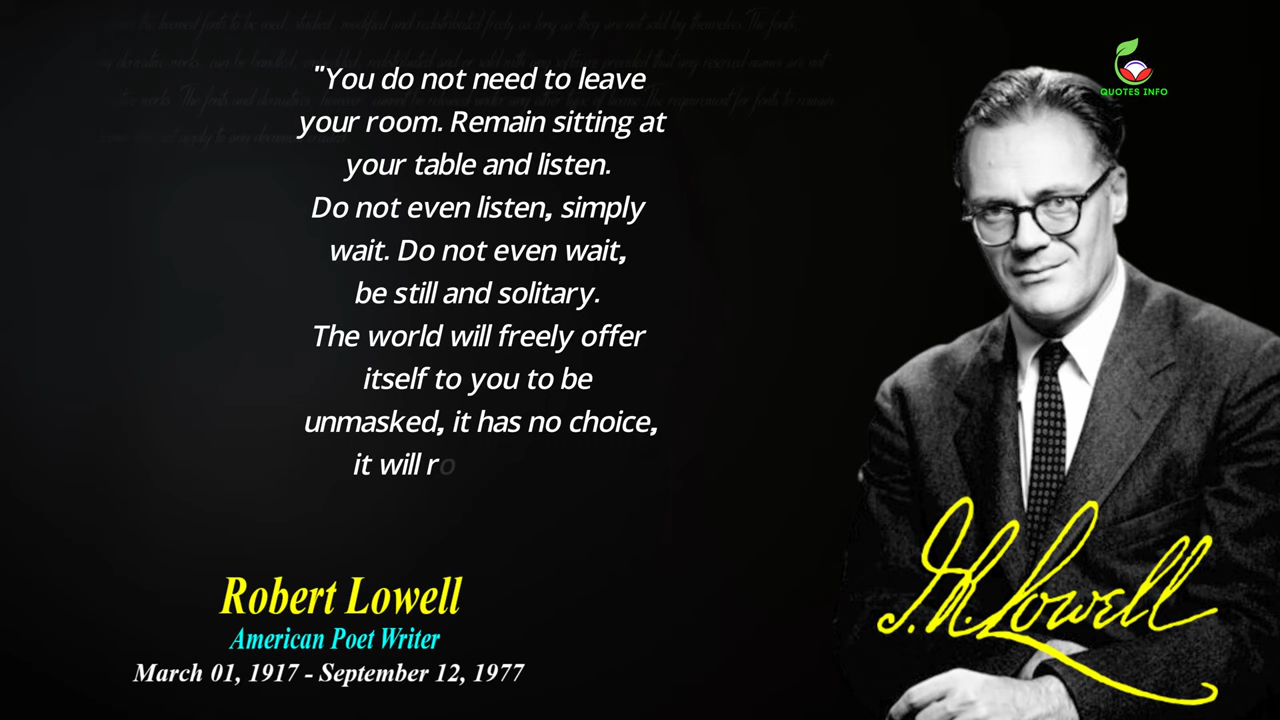 "You do not need to leave
your room. Remain sitting at
your table and listen.
Do not even listen, simply
wait. Do not even wait,
be still and solitary.
The world will freely offer
itself to you to be
unmasked, it has no choice,
it will ro
Robert Lowell
American Poet Writer
March 01, 1917 - September 12, 1977
QUOTES INFO
Lowell